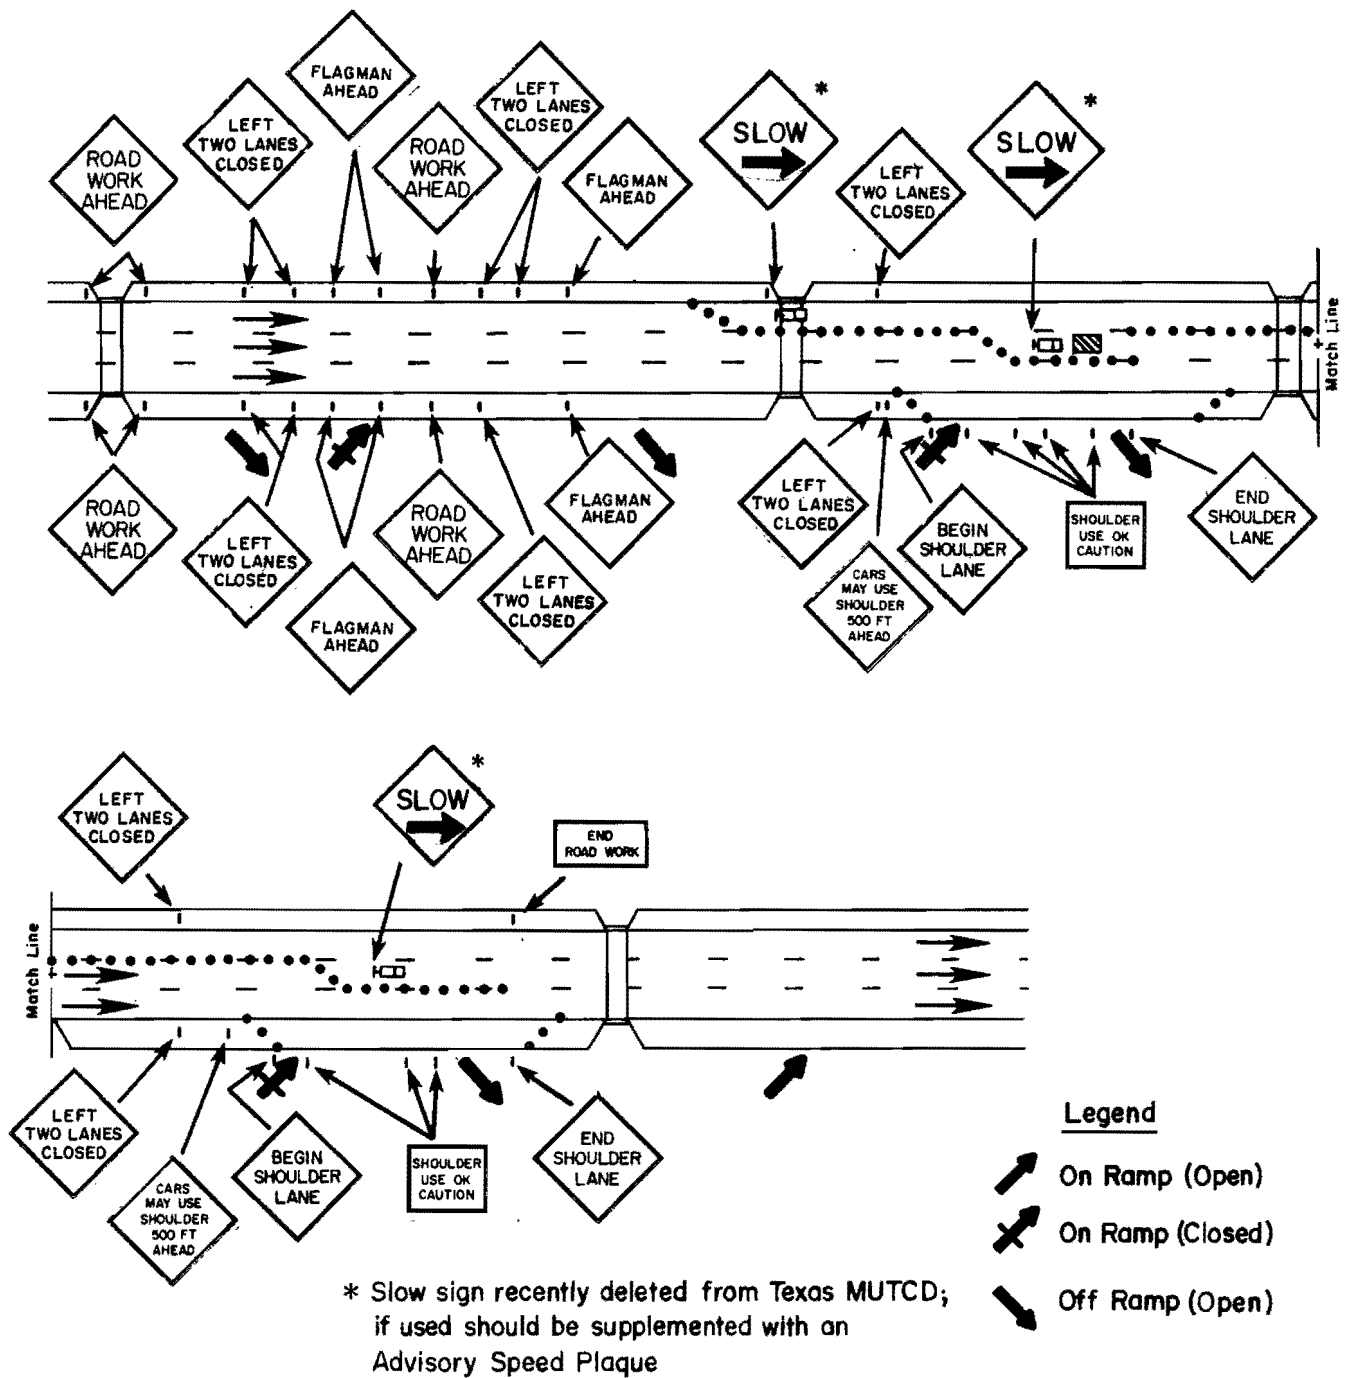 FLAGMAN
AHEAD
LEFT
TWO LANES
CLOSED
LEFT
TWO LANES
CLOSED
ROAD
WORK
AHEAD
ROAD
WORK
AHEAD
FLAGMAN
AHEAD
SLOW
*
SLOW
*
LEFT
TWO LANES
CLOSED
Match Line
ROAD
WORK
AHEAD
LEFT
TWO LANES
CLOSED
FLAGMAN
AHEAD
ROAD
WORK
AHEAD
LEFT
TWO LANES
CLOSED
FLAGMAN
AHEAD
LEFT
TWO LANES
CLOSED
CARS
MAY USE
SHOULDER
500 FT
AHEAD
BEGIN
SHOULDER
LANE
SHOULDER
USE OK
CAUTION
END
SHOULDER
LANE
LEFT
TWO LANES
CLOSED
SLOW
*
END
ROAD WORK
Match Line
LEFT
TWO LANES
CLOSED
CARS
MAY USE
SHOULDER
500 FT
AHEAD
BEGIN
SHOULDER
LANE
SHOULDER
USE OK
CAUTION
END
SHOULDER
LANE
Legend
On Ramp (Open)
On Ramp (Closed)
Off Ramp (Open)
* Slow sign recently deleted from Texas MUTCD;
if used should be supplemented with an
Advisory Speed Plaque